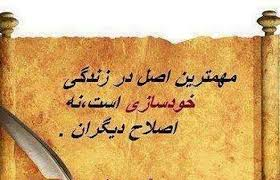 مهمترین اصل در زندگی
خودسازی است،نه
اصلاح دیگران .